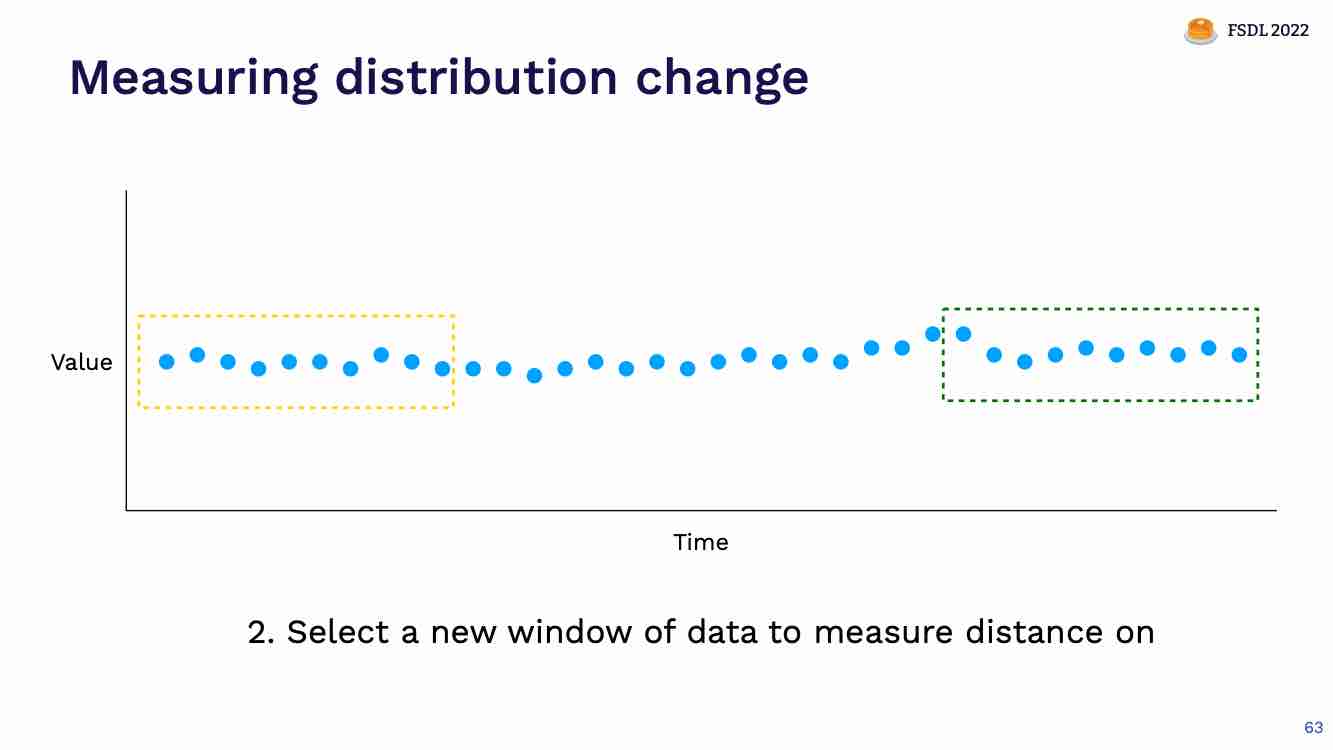 FSDL 2022
Measuring distribution change
Value
Time
2. Select a new window of data to measure distance on
63